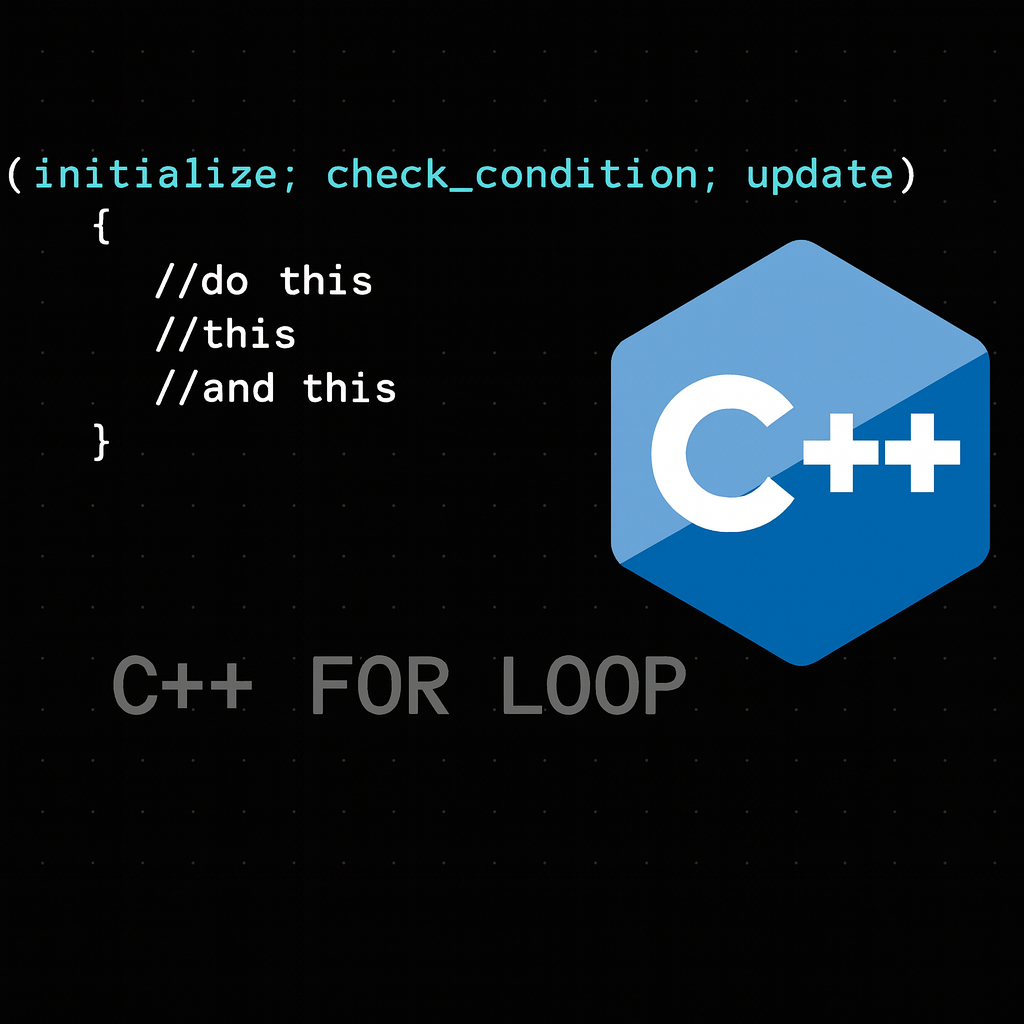 (initialize; check_condition; update)
{
//do this
//this
//and this
}
C++
C++ FOR LOOP